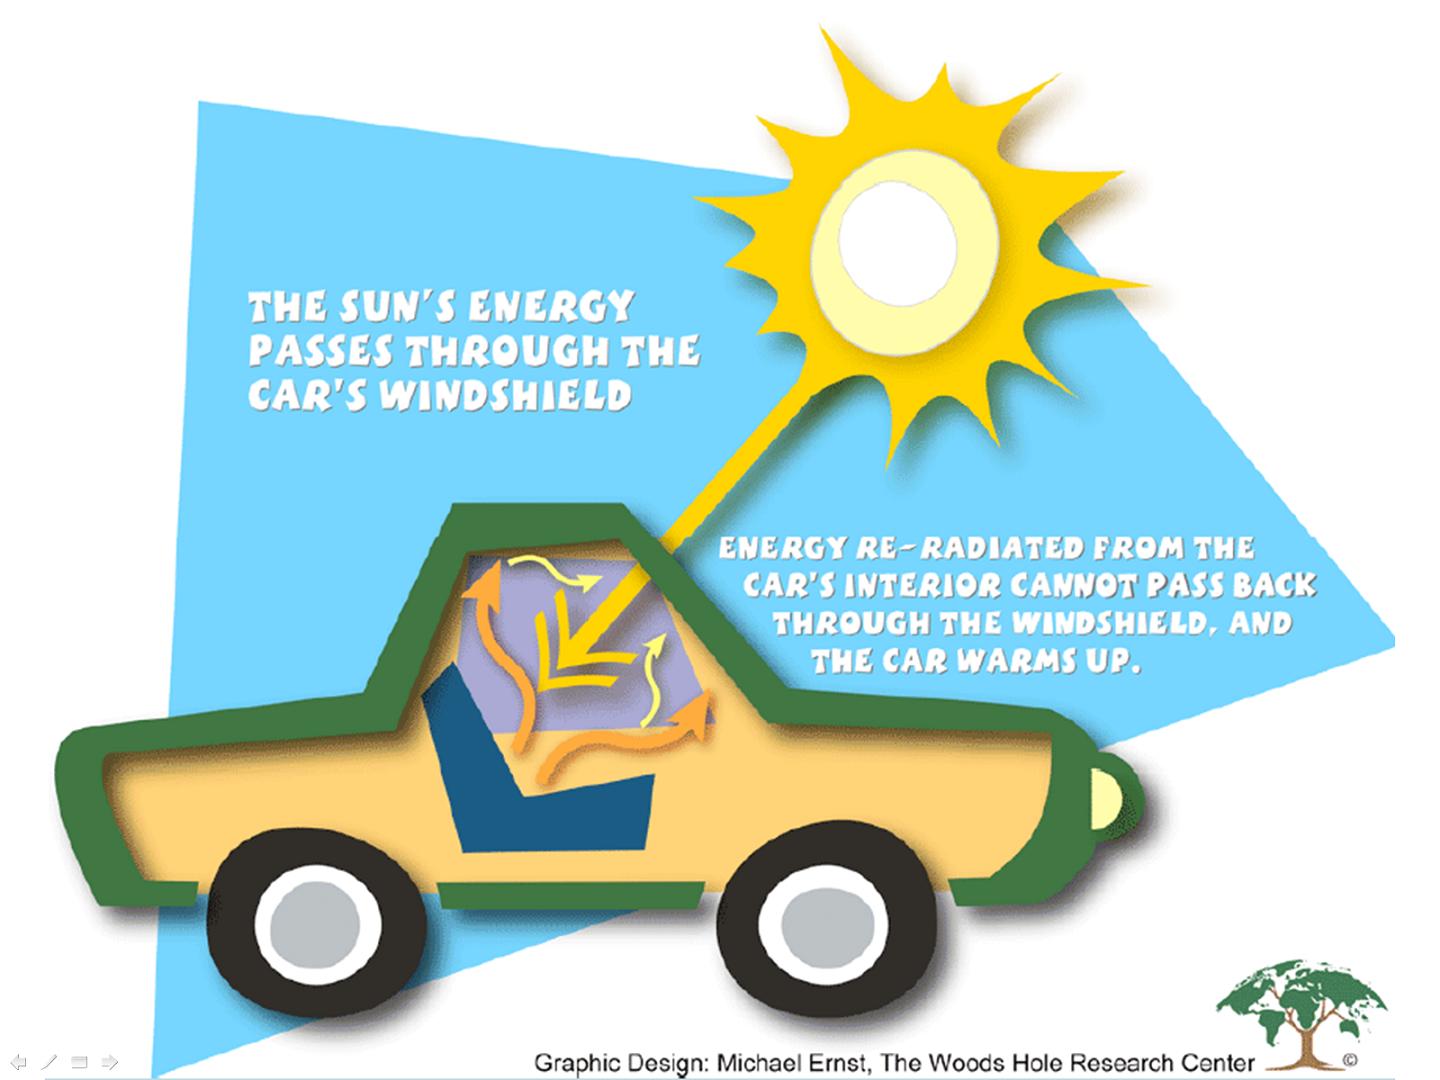 THE SUN'S ENERGY
PASSES THROUGH THE
CAR'S WINDSHIELD
ENERGY RE-RADIATED FROM THE
CAR'S INTERIOR CANNOT PASS BACK
THROUGH THE WINDSHIELD, AND
THE CAR WARMS UP.
Graphic Design: Michael Ernst, The Woods Hole Research Center ©